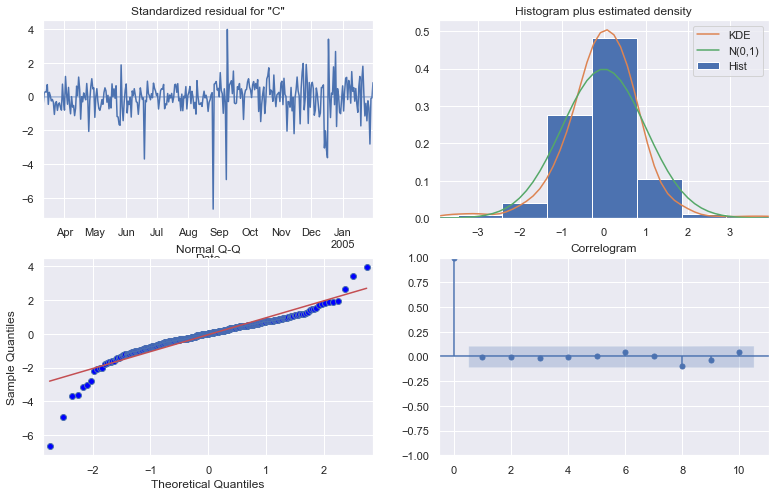 Standardized residual for "C"
4
2
0
−2
−4
−6
Apr May Jun Jul Aug Sep Oct Nov Dec Jan
2005
Date
Histogram plus estimated density
KDE
N(0,1)
Hist
0.5
0.4
0.3
0.2
0.1
0.0
−3 −2 −1 0 1 2 3
Normal Q-Q
Sample Quantiles
4
2
0
−2
−4
−6
−2 −1 0 1 2
Theoretical Quantiles
Correlogram
1.00
0.75
0.50
0.25
0.00
−0.25
−0.50
−0.75
−1.00
0 2 4 6 8 10